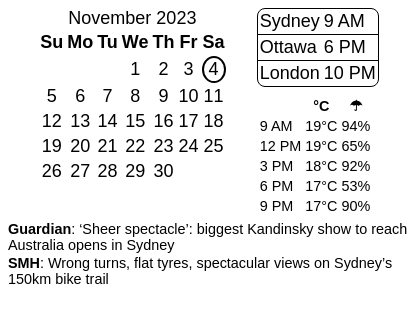 November 2023
Su Mo Tu We Th Fr Sa
1 2 3 4
5 6 7 8 9 10 11
12 13 14 15 16 17 18
19 20 21 22 23 24 25
26 27 28 29 30
Sydney 9 AM
Ottawa 6 PM
London 10 PM
°C ☂
9 AM 19°C 94%
12 PM 19°C 65%
3 PM 18°C 92%
6 PM 17°C 53%
9 PM 17°C 90%
Guardian: ‘Sheer spectacle’: biggest Kandinsky show to reach
Australia opens in Sydney
SMH: Wrong turns, flat tyres, spectacular views on Sydney’s
150km bike trail